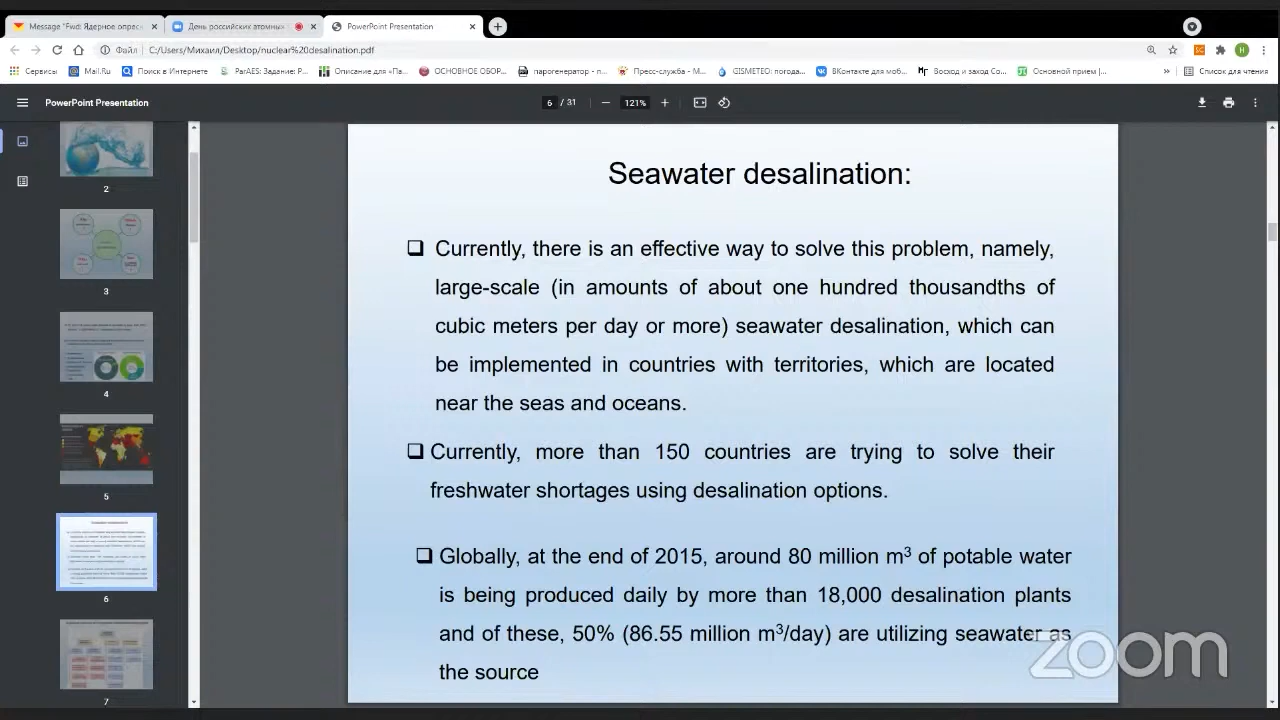 Message "Fwd: Ядерное опрес
День российских атомны
PowerPoint Presentation
Файл
C:/Users/Михаил/Desktop/nuclear%20desalination.pdf
H
Сервисы
Mail.Ru
Поиск в Интернете
ParAES: Задание: Р...
Описание для «Па...
ОСНОВНОЕ ОБОР...
парогенератор - п...
Пресс-служба - М...
GISMETEO: погода...
ВКонтакте для моб...
Восход и заход Со...
Основной прием |...
»
Список для чтения
PowerPoint Presentation
6 / 31
121%
2
3
4
5
6
7
Seawater desalination:
Currently, there is an effective way to solve this problem, namely,
large-scale (in amounts of about one hundred thousandths of
cubic meters per day or more) seawater desalination, which can
be implemented in countries with territories, which are located
near the seas and oceans.
Currently, more than 150 countries are trying to solve their
freshwater shortages using desalination options.
Globally, at the end of 2015, around 80 million m³ of potable water
is being produced daily by more than 18,000 desalination plants
and of these, 50% (86.55 million m³/day) are utilizing seawater as
the source
zoom